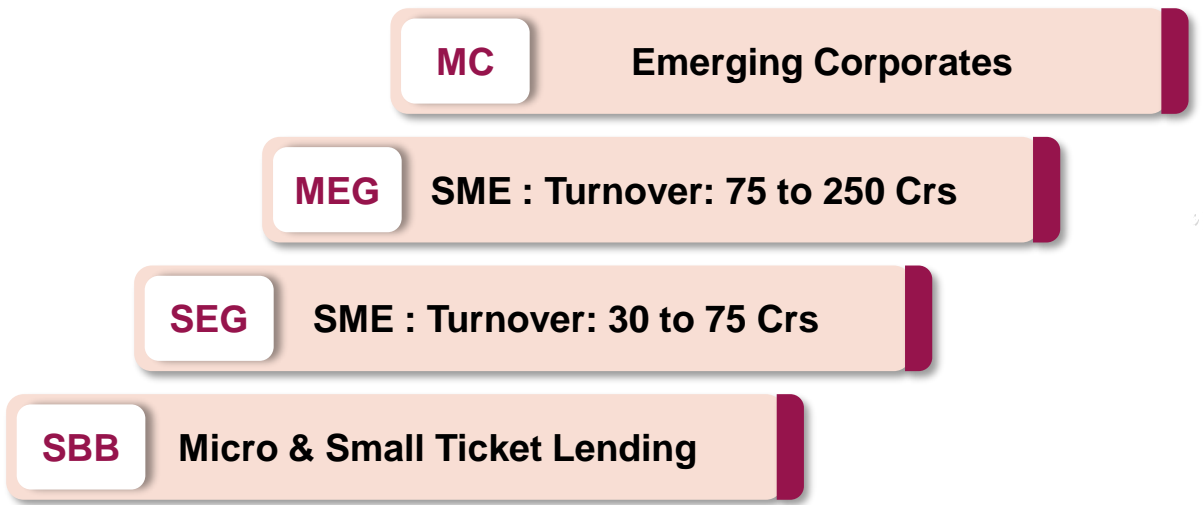 MC Emerging Corporates
MEG SME : Turnover: 75 to 250 Crs
SEG SME : Turnover: 30 to 75 Crs
SBB Micro & Small Ticket Lending